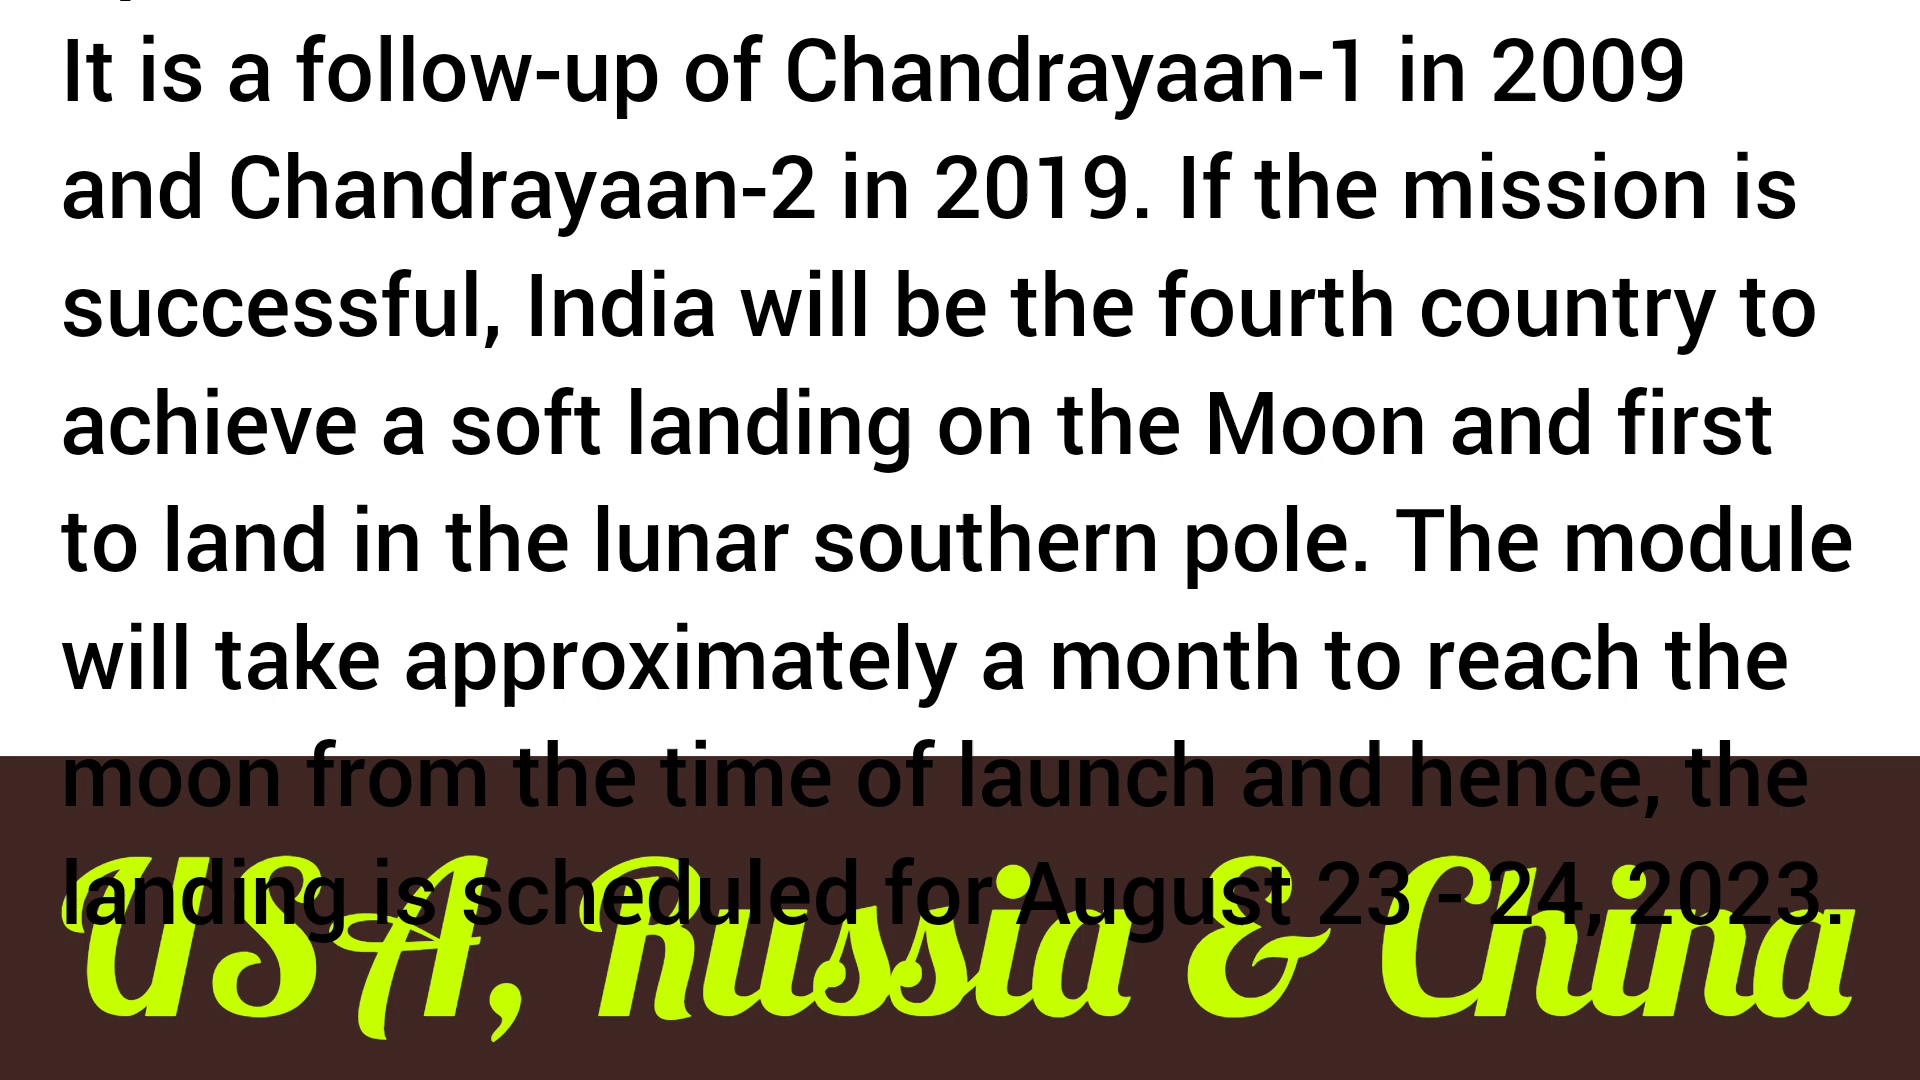 It is a follow-up of Chandrayaan-1 in 2009
and Chandrayaan-2 in 2019. If the mission is
successful, India will be the fourth country to
achieve a soft landing on the Moon and first
to land in the lunar southern pole. The module
will take approximately a month to reach the
moon from the time of launch and hence, the
landing is scheduled for August 23 - 24, 2023.
USA, Russia & China